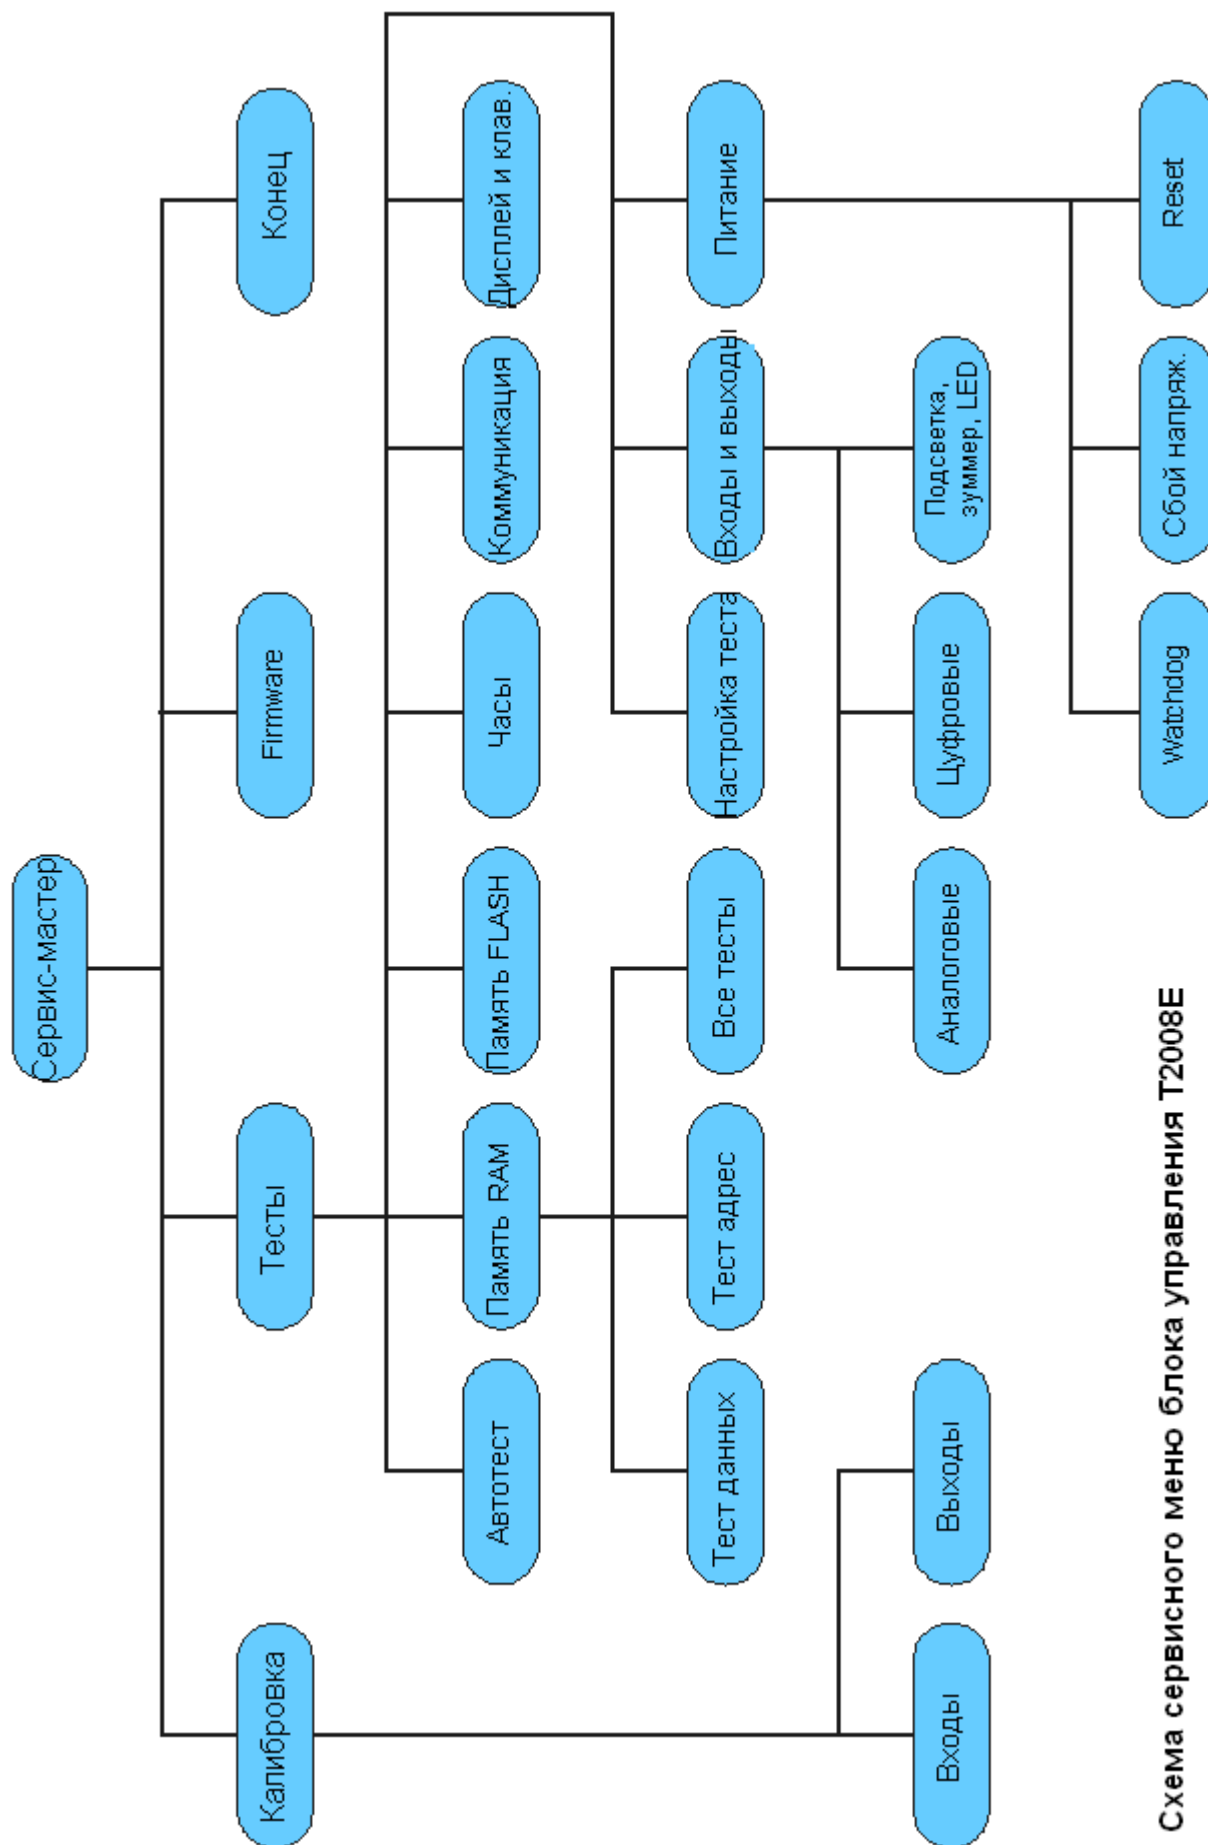 Сервис-мастер
Калибровка
Тесты
Firmware
Конец
Автотест
Память RAM
Память FLASH
Часы
Коммуникация
Дисплей и клав.
Тест данных
Тест адрес
Все тесты
Настройка теста
Входы и выходы
Питание
Входы
Выходы
Аналоговые
Цуфровые
Подсветка,
зуммер, LED
Watchdog
Сбой напряж.
Reset
Схема сервисного меню блока управления T2008E